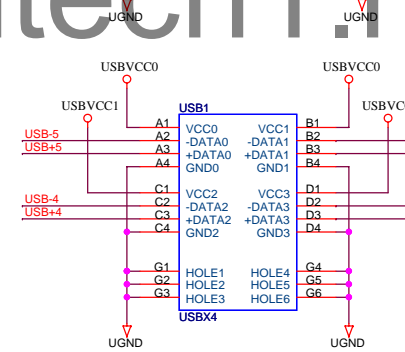 UGND UGND
USBVCC0 USBVCC0
USBVCC1 USBVC
USB1
A1 VCC0 VCC1 B1
USB-5 A2 -DATA0 -DATA1 B2
USB+5 A3 +DATA0 +DATA1 B3
A4 GND0 GND1 B4
C1 VCC2 VCC3 D1
USB-4 C2 -DATA2 -DATA3 D2
USB+4 C3 +DATA2 +DATA3 D3
C4 GND2 GND3 D4
G1 HOLE1 HOLE4 G4
G2 HOLE2 HOLE5 G5
G3 HOLE3 HOLE6 G6
USBX4
UGND UGND